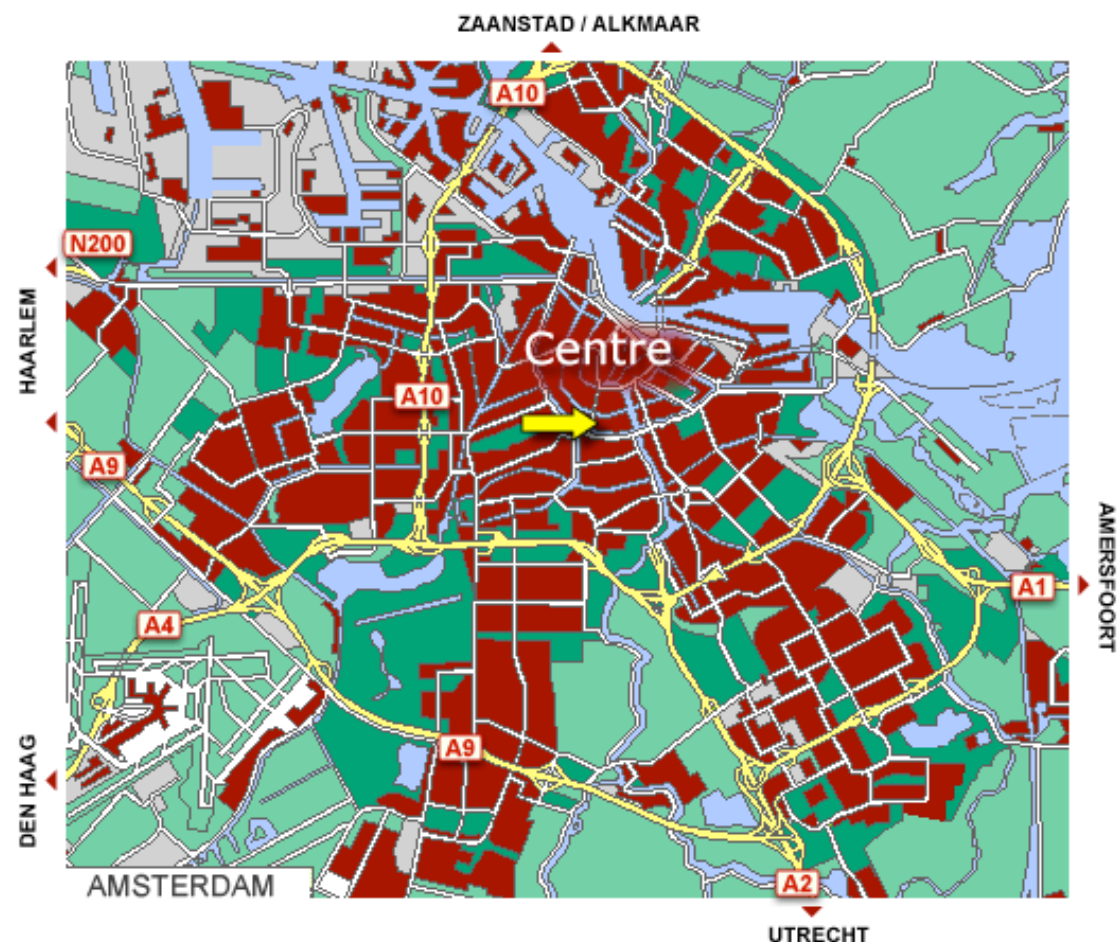 ZAANSTAD / ALKMAAR
A10
N200
HAARLEM
Centre
A10
A9
AMERSFOORT
A1
A4
A9
DEN HAAG
A2
AMSTERDAM
UTRECHT